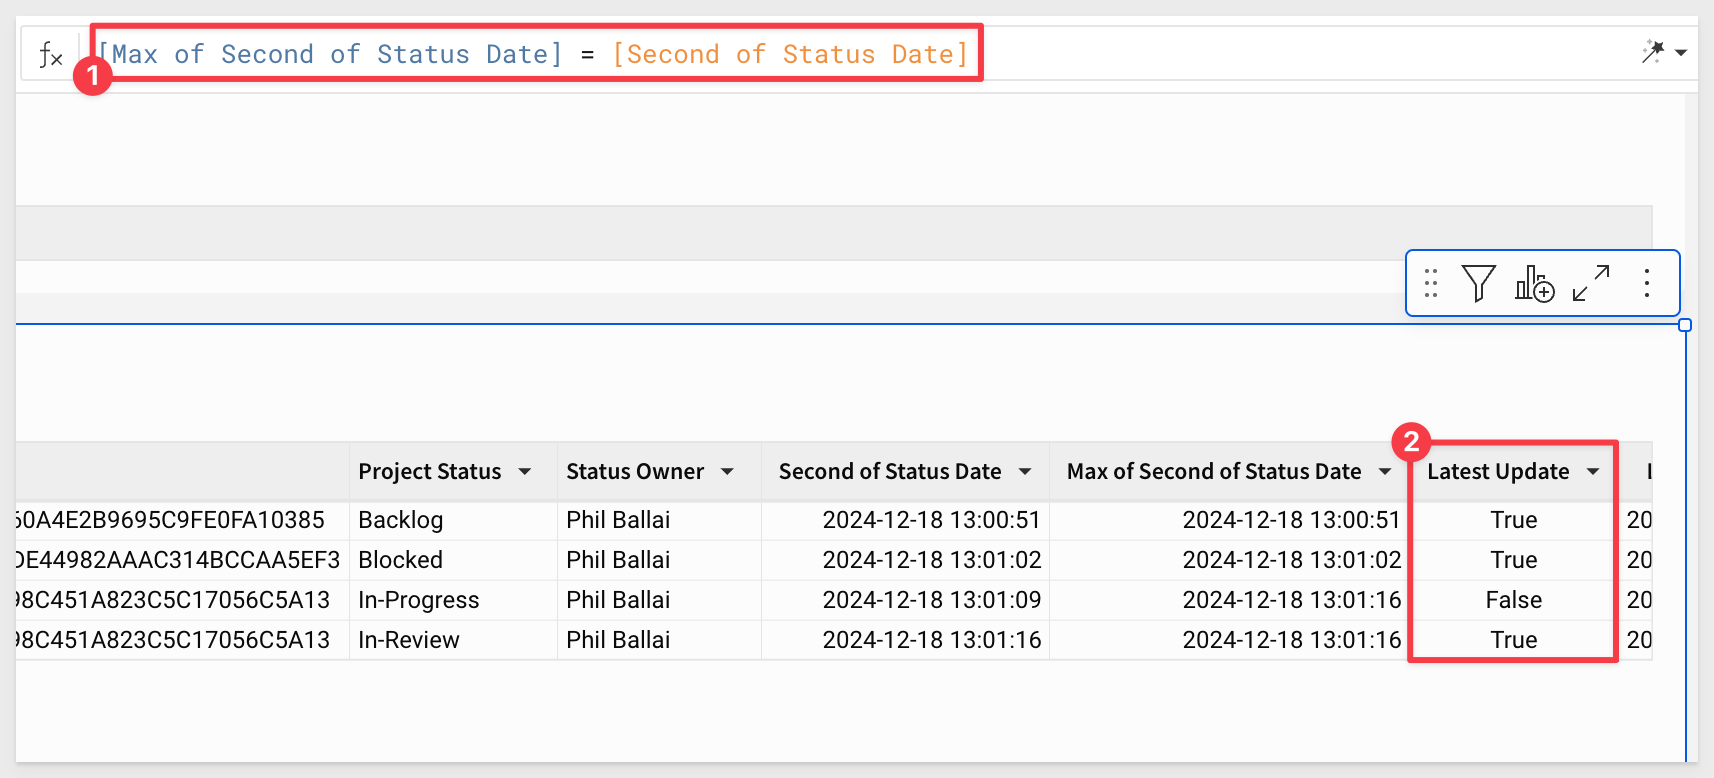 fx [Max of Second of Status Date] = [Second of Status Date]
1
2
Project Status Status Owner Second of Status Date Max of Second of Status Date Latest Update
60A4E2B9695C9FE0FA10385 Backlog Phil Ballai 2024-12-18 13:00:51 2024-12-18 13:00:51 True 20
DE44982AAAC314BCCAA5EF3 Blocked Phil Ballai 2024-12-18 13:01:02 2024-12-18 13:01:02 True 20
98C451A823C5C17056C5A13 In-Progress Phil Ballai 2024-12-18 13:01:09 2024-12-18 13:01:16 False 20
98C451A823C5C17056C5A13 In-Review Phil Ballai 2024-12-18 13:01:16 2024-12-18 13:01:16 True 20